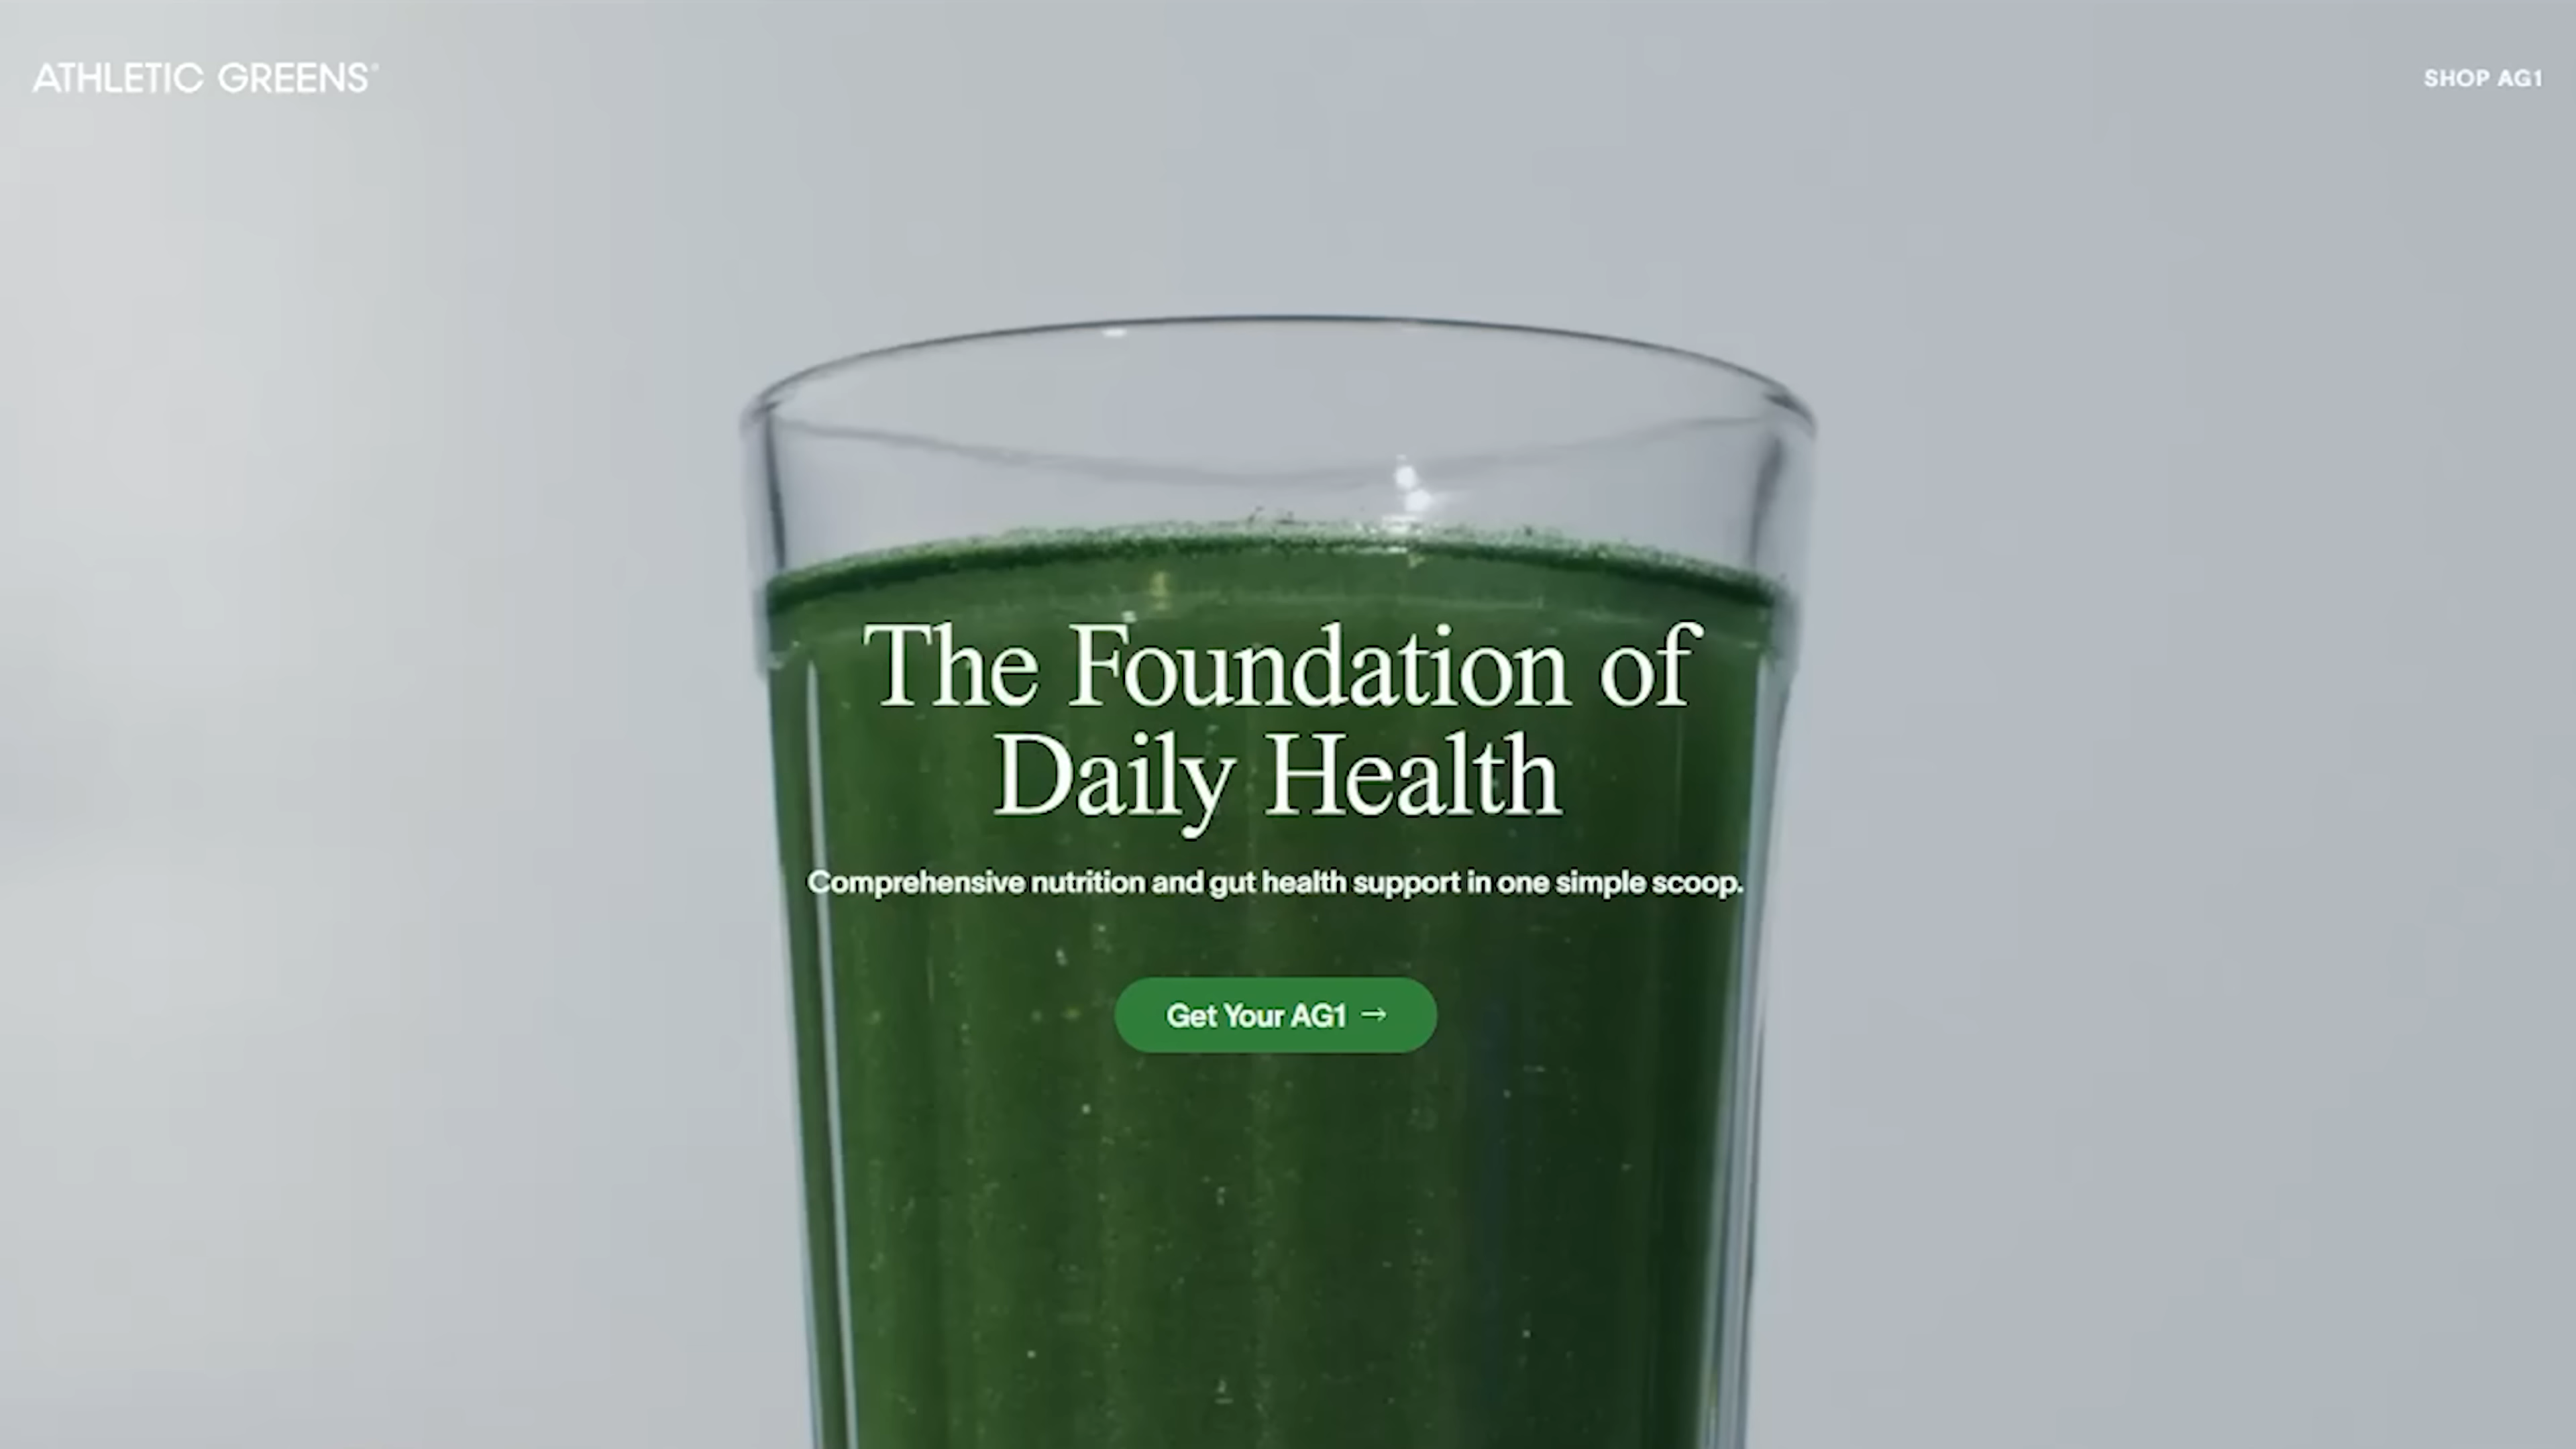 ATHLETIC GREENS®
SHOP AG1
The Foundation of
Daily Health
Comprehensive nutrition and gut health support in one simple scoop.
Get Your AG1 →